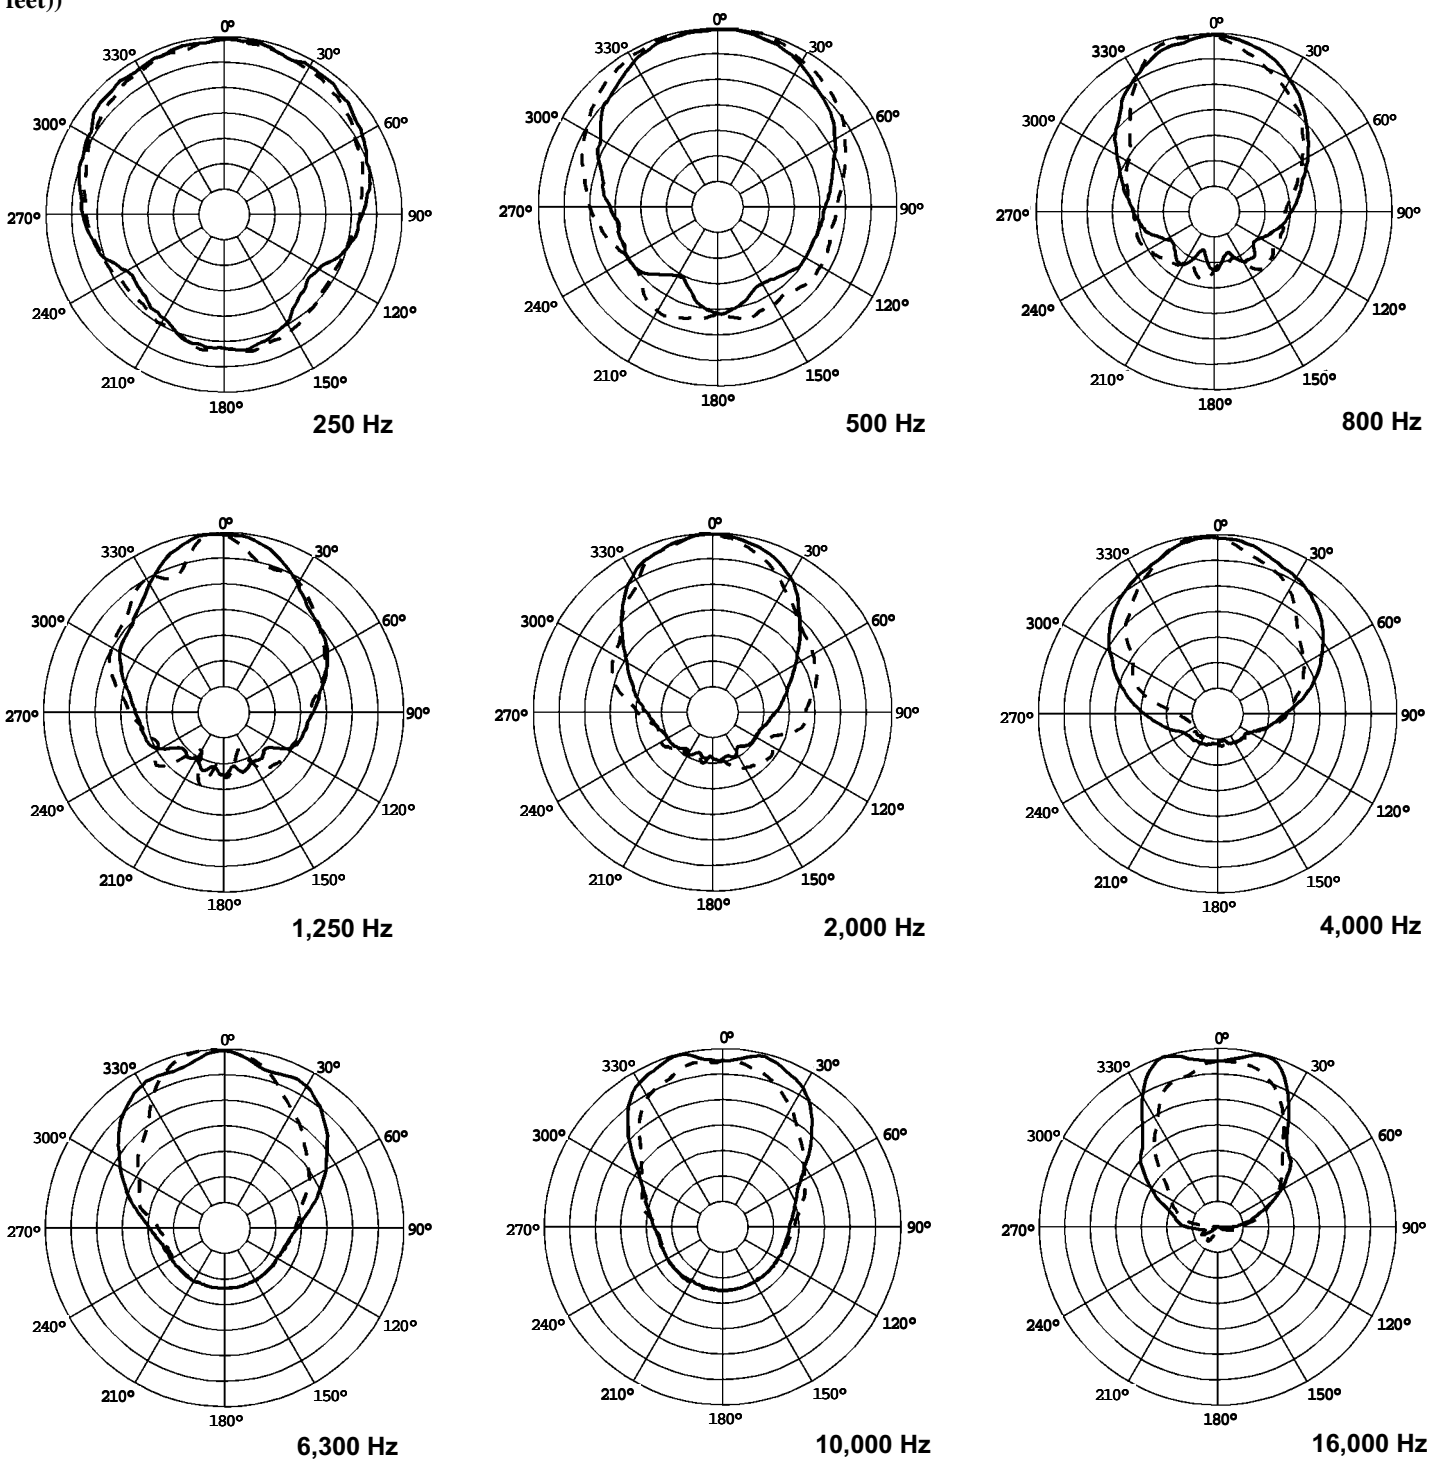 feet))
0° 0° 0°
330° 30° 330° 30° 330° 30°
300° 60° 300° 60° 300° 60°
270° 90° 270° 90° 270° 90°
240° 120° 240° 120° 240° 120°
210° 150° 210° 150° 210° 150°
180° 180° 180°
250 Hz 500 Hz 800 Hz
0° 0° 0°
330° 30° 330° 30° 330° 30°
300° 60° 300° 60° 300° 60°
270° 90° 270° 90° 270° 90°
240° 120° 240° 120° 240° 120°
210° 150° 210° 150° 210° 150°
180° 180° 180°
1,250 Hz 2,000 Hz 4,000 Hz
0° 0° 0°
330° 30° 330° 30° 330° 30°
300° 60° 300° 60° 300° 60°
270° 90° 270° 90° 270° 90°
240° 120° 240° 120° 240° 120°
210° 150° 210° 150° 210° 150°
180° 180° 180°
6,300 Hz 10,000 Hz 16,000 Hz